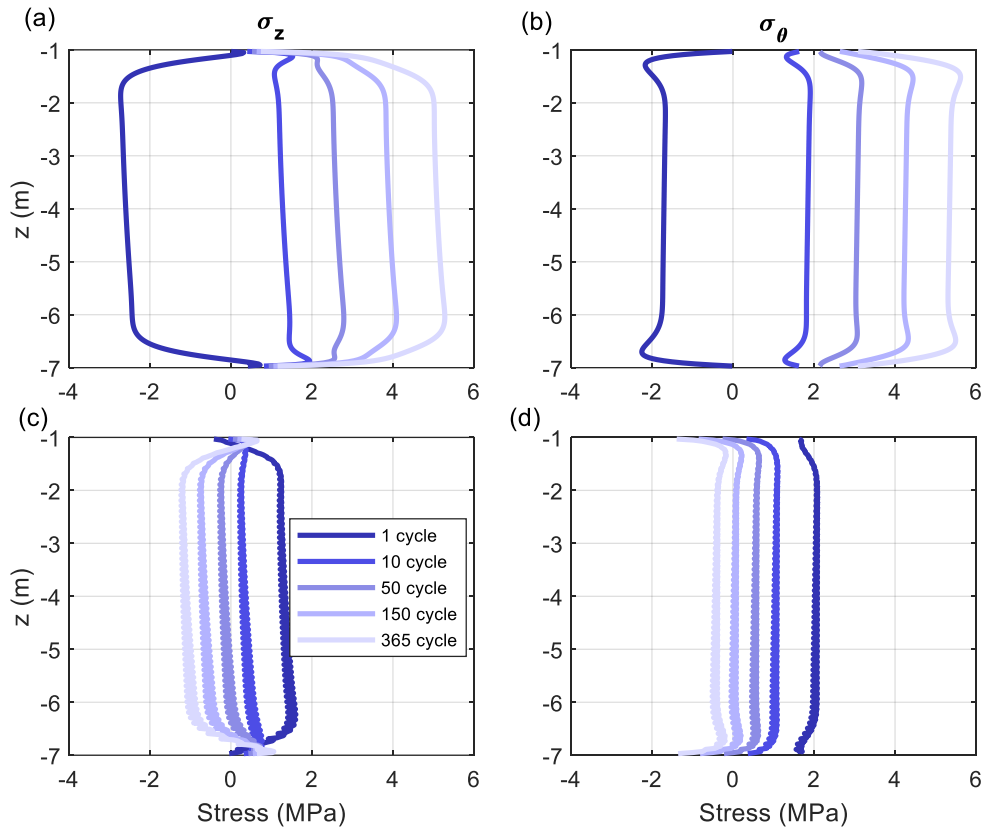 (a) σz (b) σθ
-1 -1
-2 -2
-3 -3
-4 -4
-5 -5
-6 -6
-7 -7
z (m)
-4 -2 0 2 4 6 -4 -2 0 2 4 6
(c) (d)
-1 -1
-2 -2
-3 -3
-4 -4
-5 -5
-6 -6
-7 -7
z (m)
1 cycle
10 cycle
50 cycle
150 cycle
365 cycle
-4 -2 0 2 4 6 -4 -2 0 2 4 6
Stress (MPa) Stress (MPa)